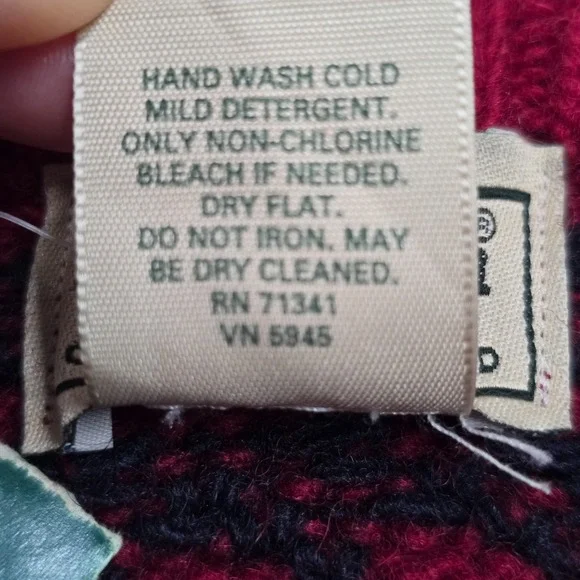 HAND WASH COLD
MILD DETERGENT.
ONLY NON-CHLORINE
BLEACH IF NEEDED.
DRY FLAT.
DO NOT IRON. MAY
BE DRY CLEANED.
RN 71341
VN 5945
®